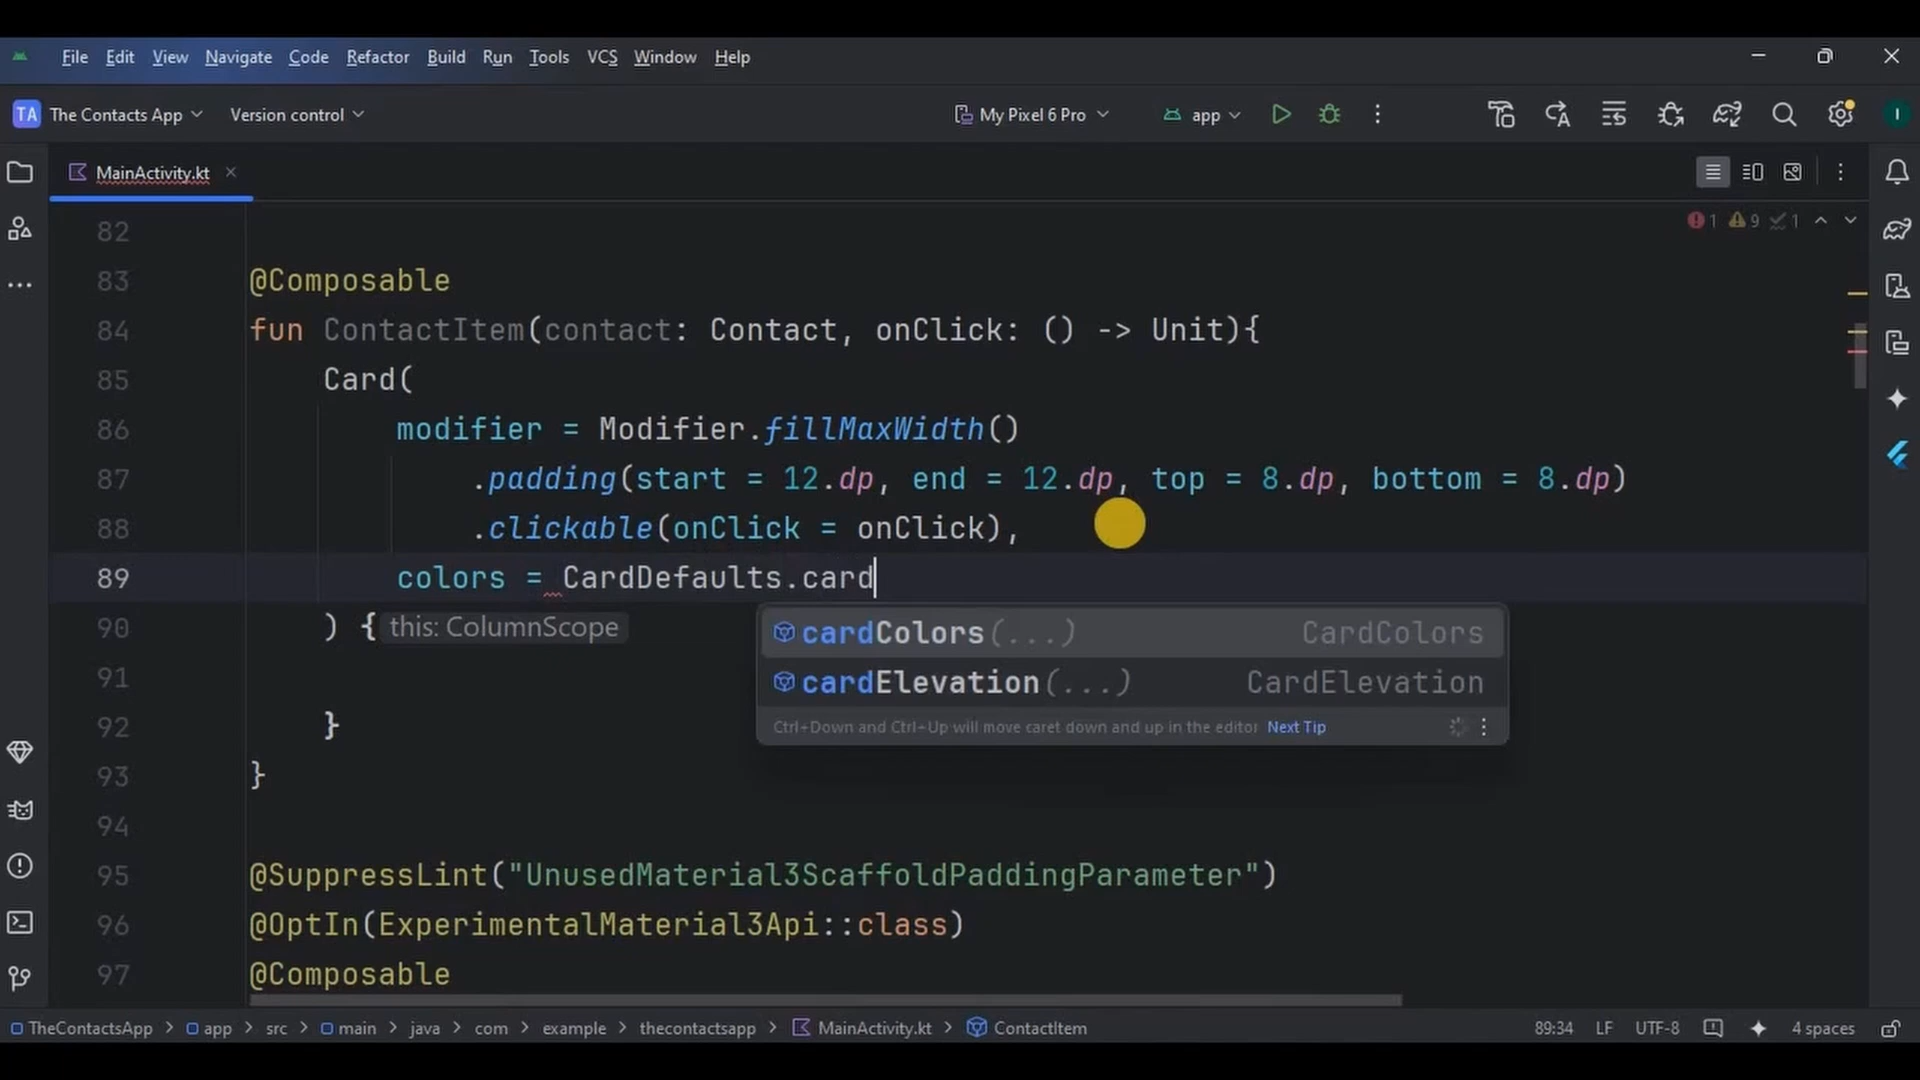 File Edit View Navigate Code Refactor Build Run Tools VCS Window Help
TA The Contacts App Version control My Pixel 6 Pro app I
MainActivity.kt
1 9 1
82
83 @Composable
84 fun ContactItem(contact: Contact, onClick: () -> Unit){
85 Card(
86 modifier = Modifier.fillMaxWidth()
87 .padding(start = 12.dp, end = 12.dp, top = 8.dp, bottom = 8.dp)
88 .clickable(onClick = onClick),
89 colors = CardDefaults.card
90 ) { this: ColumnScope
cardColors(...) CardColors
91
cardElevation(...) CardElevation
92 }
Ctrl+Down and Ctrl+Up will move caret down and up in the editor Next Tip
93 }
94
95 @SuppressLint("UnusedMaterial3ScaffoldPaddingParameter")
96 @OptIn(ExperimentalMaterial3Api::class)
97 @Composable
TheContactsApp > app > src > main > java > com > example > thecontactsapp > MainActivity.kt > ContactItem 89:34 LF UTF-8 4 spaces